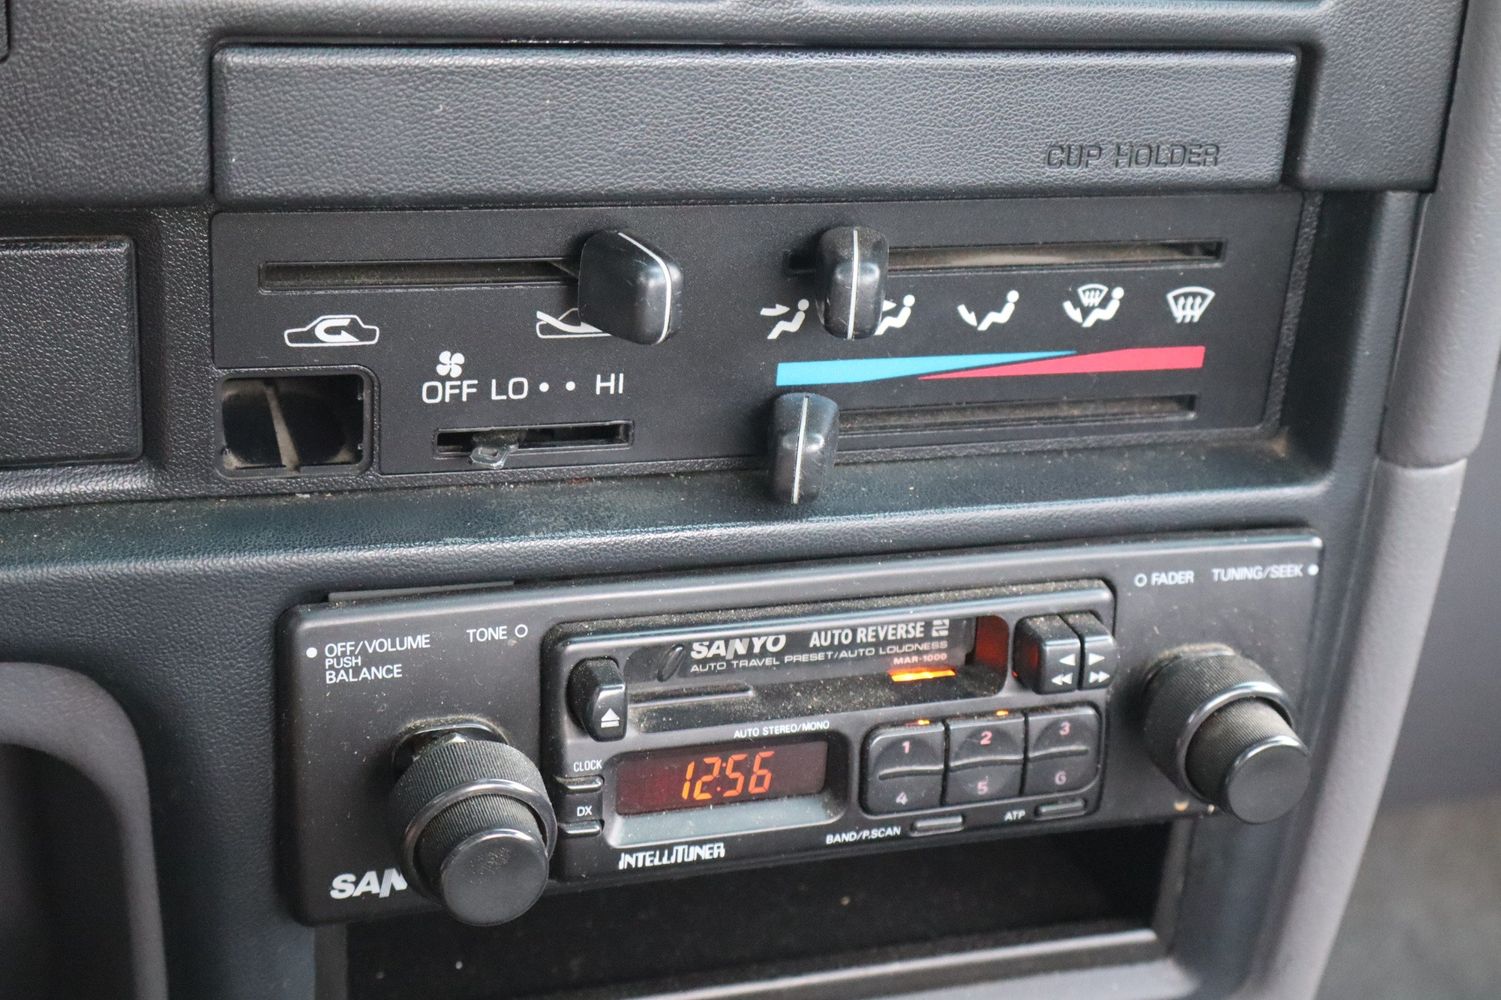 CUP HOLDER
OFF LO • • HI
FADER TUNING/SEEK
OFF/VOLUME
PUSH
BALANCE
TONE
SANYO AUTO REVERSE
AUTO TRAVEL PRESET/AUTO LOUDNESS
MAR-1000
AUTO STEREO/MONO
CLOCK
12:56
DX
1 2 3
4 5 6
BAND/P.SCAN
ATP
INTELLITUNER
SAN